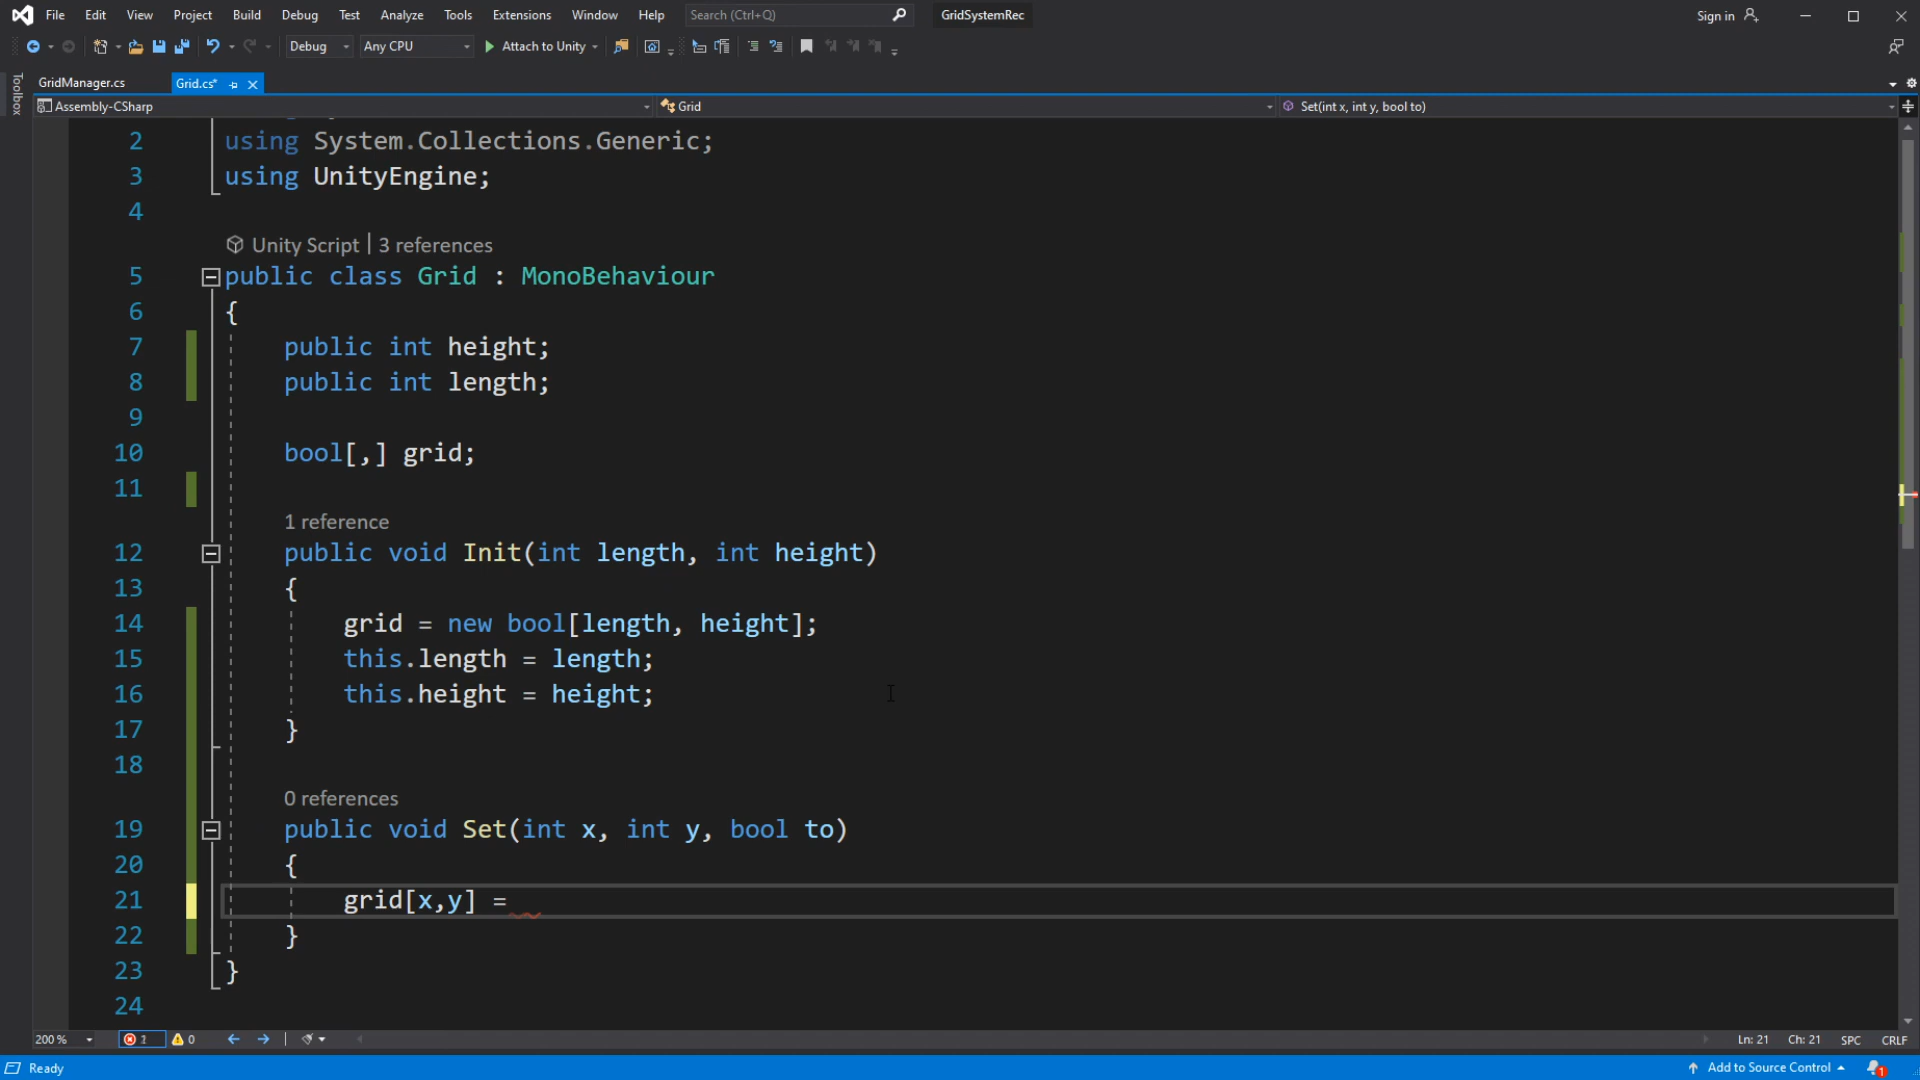 File Edit View Project Build Debug Test Analyze Tools Extensions Window Help Search (Ctrl+Q) GridSystemRec Sign in
Debug Any CPU Attach to Unity
Toolbox
GridManager.cs Grid.cs*
Assembly-CSharp Grid Set(int x, int y, bool to)
2 using System.Collections.Generic;
3 using UnityEngine;
4
Unity Script | 3 references
5 public class Grid : MonoBehaviour
6 {
7 public int height;
8 public int length;
9
10 bool[,] grid;
11
1 reference
12 public void Init(int length, int height)
13 {
14 grid = new bool[length, height];
15 this.length = length;
16 this.height = height;
17 }
18
0 references
19 public void Set(int x, int y, bool to)
20 {
21 grid[x,y] =
22 }
23 }
24
200 % 1 0 Ln: 21 Ch: 21 SPC CRLF
Ready Add to Source Control 1